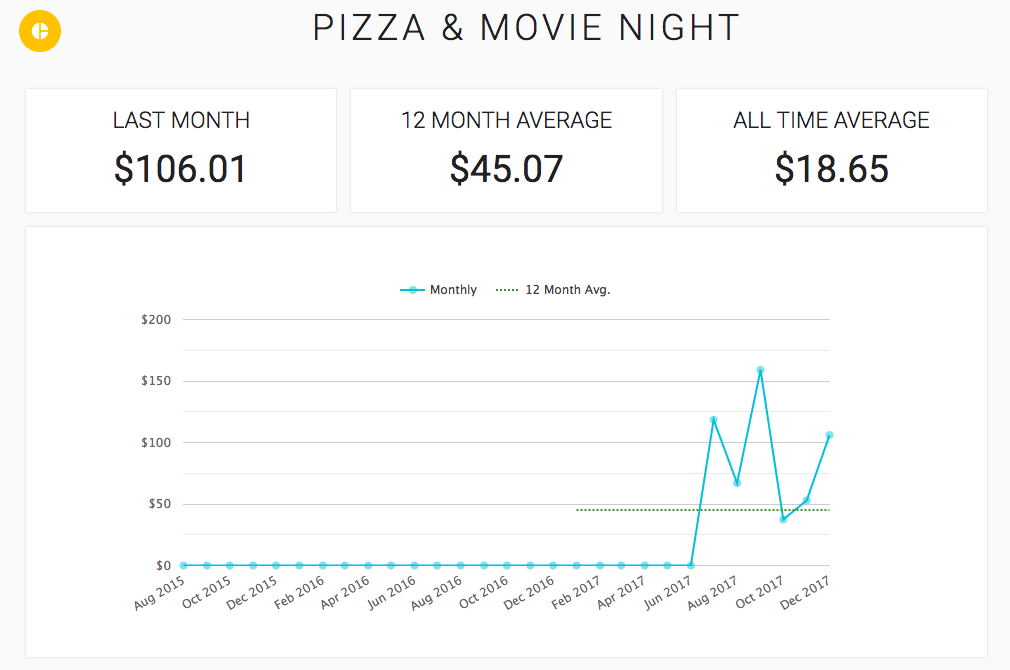 PIZZA & MOVIE NIGHT
LAST MONTH
$106.01
12 MONTH AVERAGE
$45.07
ALL TIME AVERAGE
$18.65
Monthly 12 Month Avg.
$200
$150
$100
$50
$0
Aug 2015 Oct 2015 Dec 2015 Feb 2016 Apr 2016 Jun 2016 Aug 2016 Oct 2016 Dec 2016 Feb 2017 Apr 2017 Jun 2017 Aug 2017 Oct 2017 Dec 2017